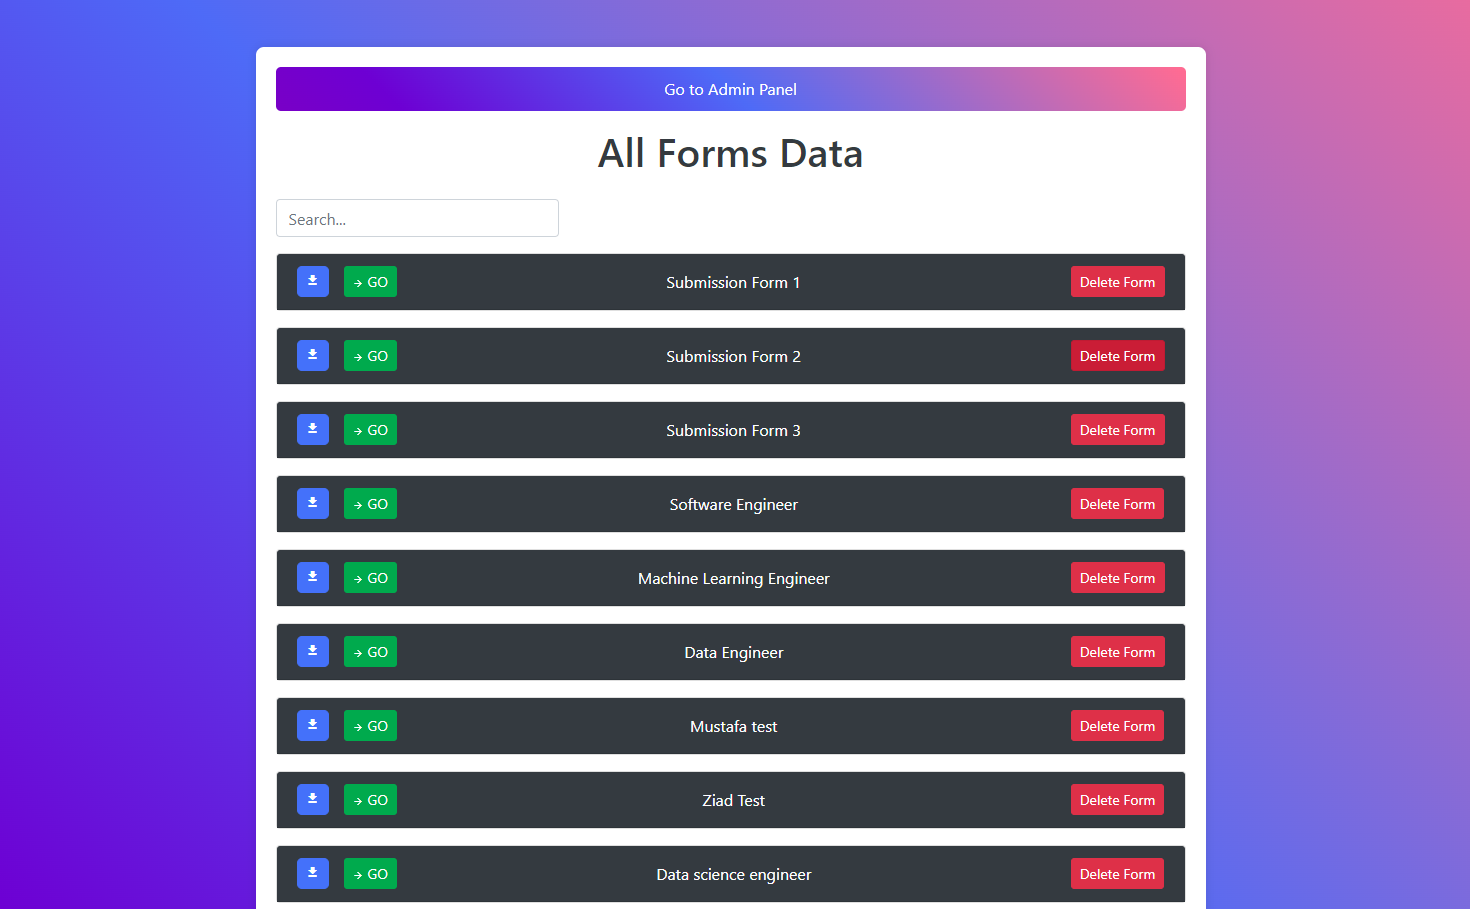 Go to Admin Panel
All Forms Data
Search...
GO Submission Form 1 Delete Form
GO Submission Form 2 Delete Form
GO Submission Form 3 Delete Form
GO Software Engineer Delete Form
GO Machine Learning Engineer Delete Form
GO Data Engineer Delete Form
GO Mustafa test Delete Form
GO Ziad Test Delete Form
GO Data science engineer Delete Form